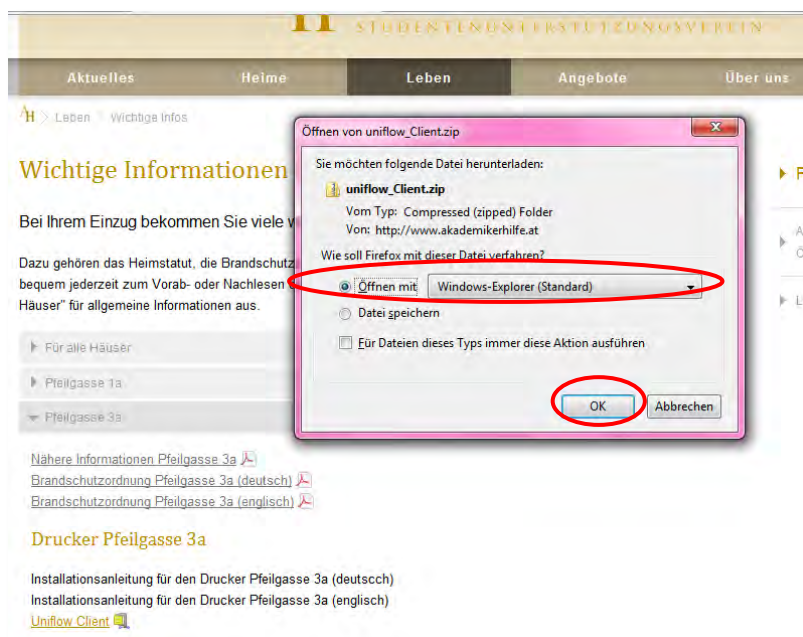 STUDENTENUNTERSTÜTZUNGSVEREIN
Aktuelles Heime Leben Angebote Über uns
AH > Leben > Wichtige Infos
Wichtige Informationen
Bei Ihrem Einzug bekommen Sie viele
Dazu gehören das Heimstatut, die Brandschutz
bequem jederzeit zum Vorab- oder Nachlesen
Häuser" für allgemeine Informationen aus.
Für alle Häuser
Pfeilgasse 1a
Pfeilgasse 3a
Nähere Informationen Pfeilgasse 3a
Brandschutzordnung Pfeilgasse 3a (deutsch)
Brandschutzordnung Pfeilgasse 3a (englisch)
Drucker Pfeilgasse 3a
Installationsanleitung für den Drucker Pfeilgasse 3a (deutscch)
Installationsanleitung für den Drucker Pfeilgasse 3a (englisch)
Uniflow Client
Öffnen von uniflow_Client.zip
Sie möchten folgende Datei herunterladen:
uniflow_Client.zip
Vom Typ: Compressed (zipped) Folder
Von: http://www.akademikerhilfe.at
Wie soll Firefox mit dieser Datei verfahren?
Öffnen mit Windows-Explorer (Standard)
Datei speichern
Für Dateien dieses Typs immer diese Aktion ausführen
OK Abbrechen